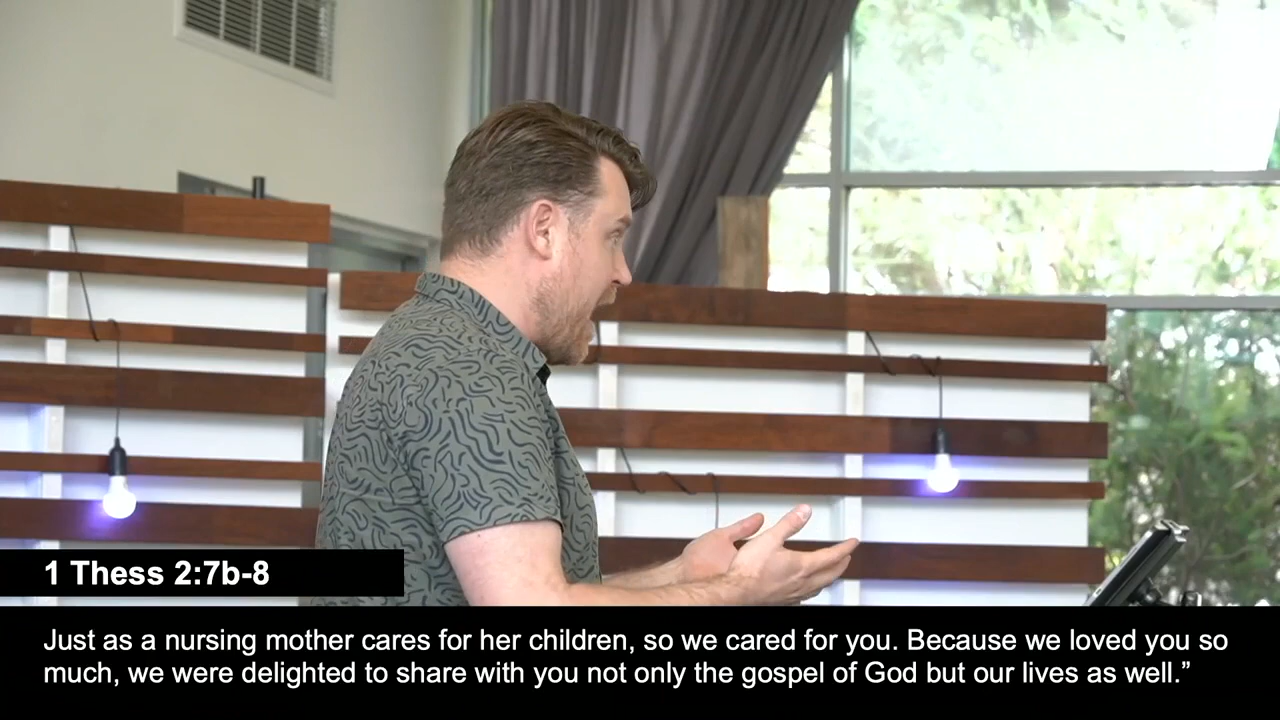 1 Thess 2:7b-8
Just as a nursing mother cares for her children, so we cared for you. Because we loved you so
much, we were delighted to share with you not only the gospel of God but our lives as well.”